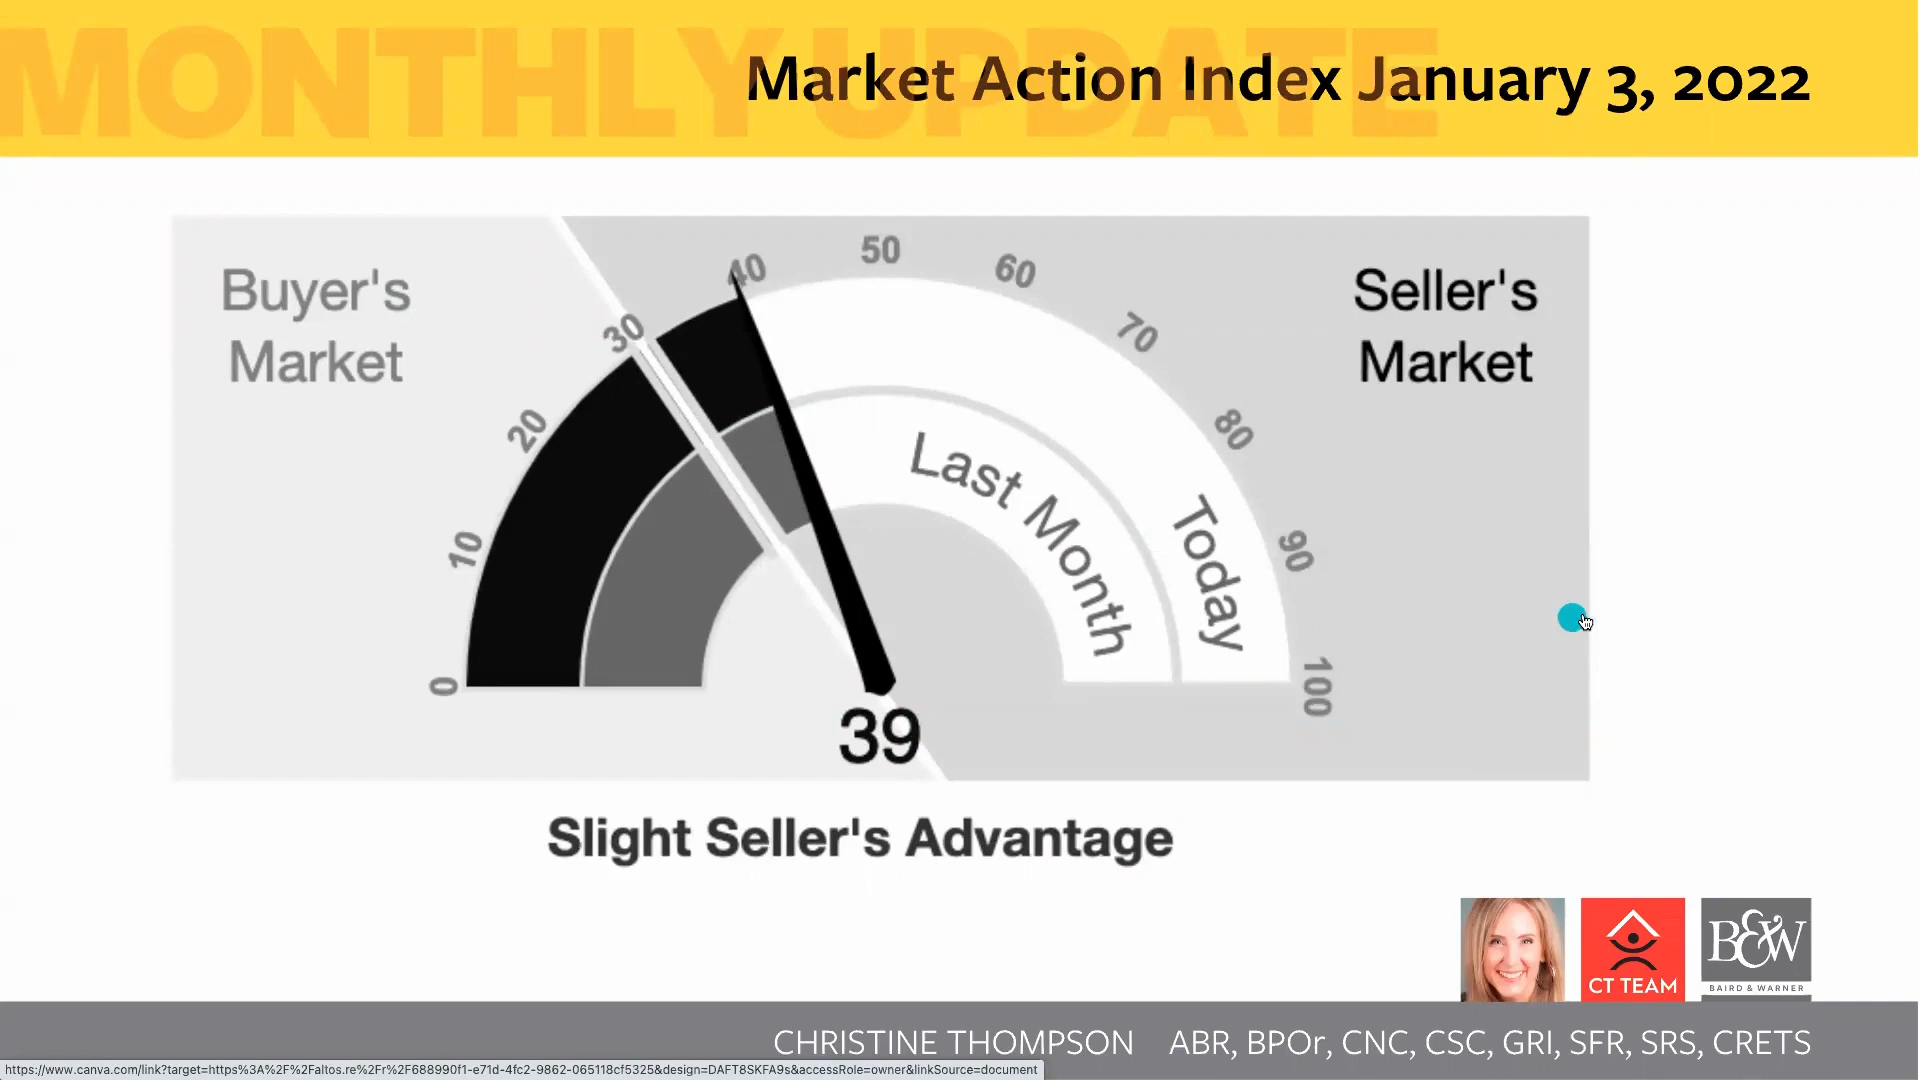 MONTHLY UPDATE
Market Action Index January 3, 2022
Buyer's
Market
Seller's
Market
0
10
20
30
40
50
60
70
80
90
100
Last Month
Today
39
Slight Seller's Advantage
CT TEAM
B&W
BAIRD & WARNER
CHRISTINE THOMPSON ABR, BPOr, CNC, CSC, GRI, SFR, SRS, CRETS
https://www.canva.com/link?target=https%3A%2F%2Faltos.re%2Fr%2F688990f1-e71d-4fc2-9862-065118cf5325&design=DAFT8SKFA9s&accessRole=owner&linkSource=document